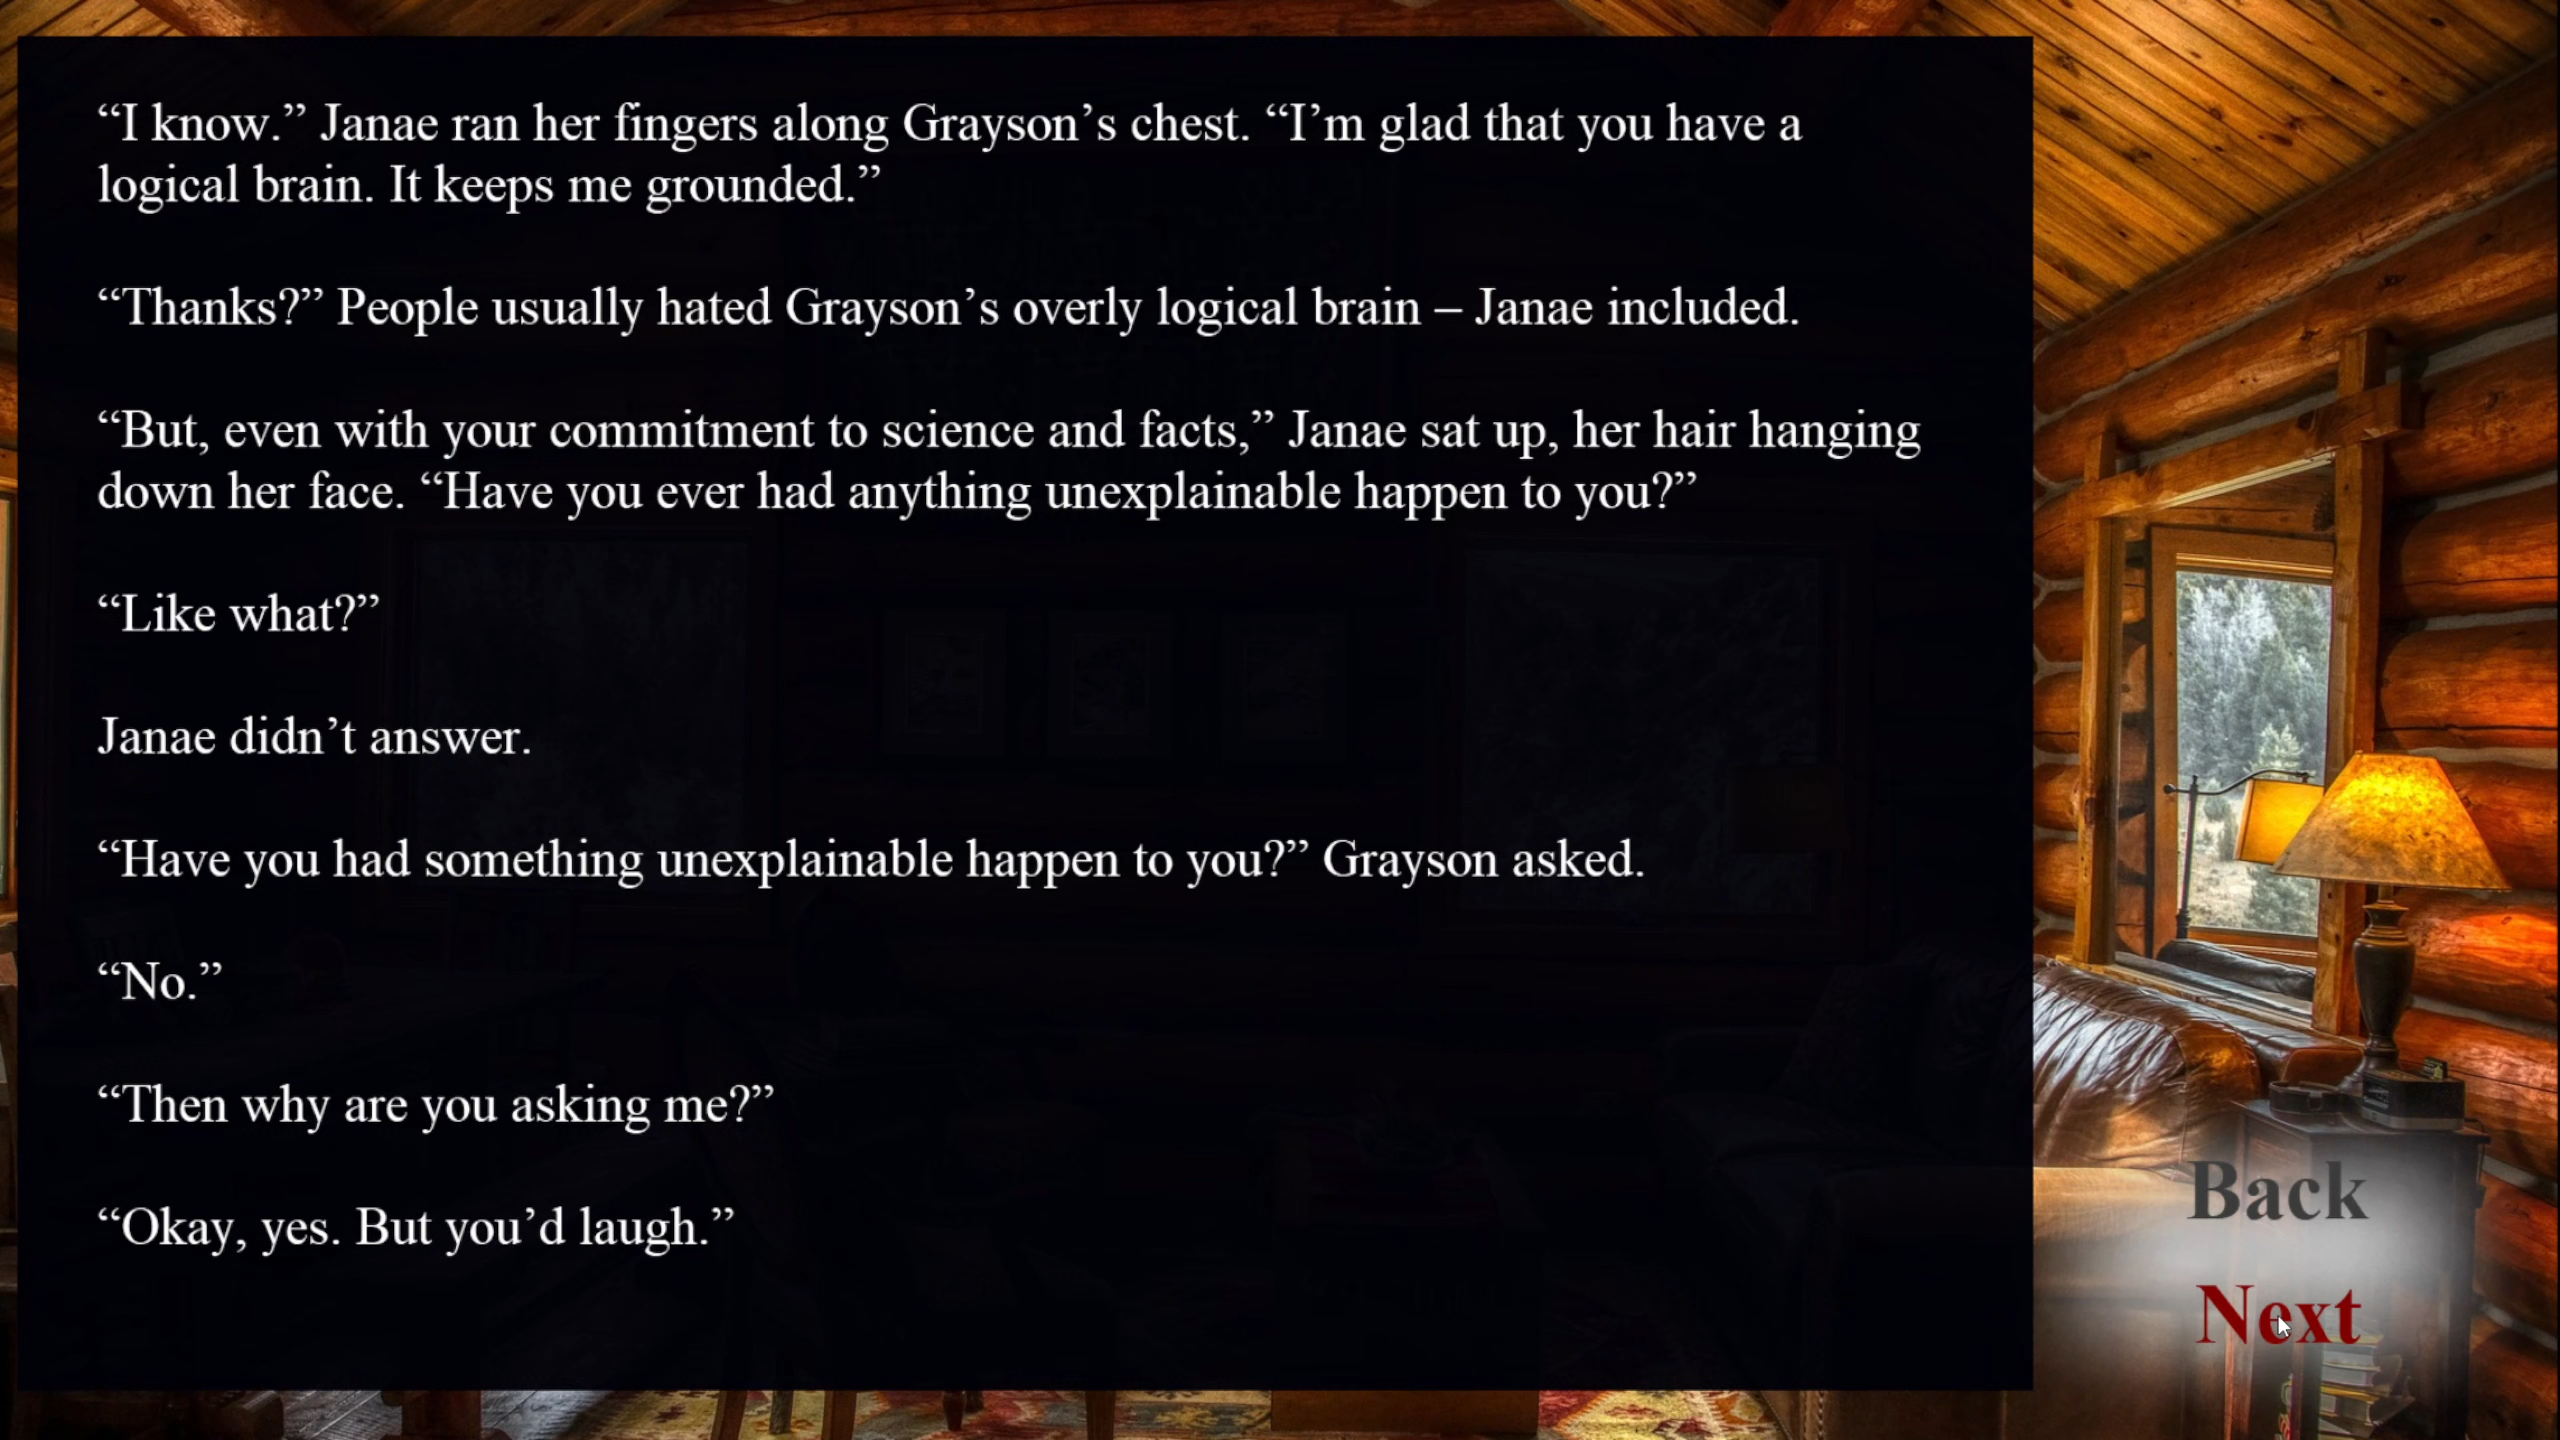 “I know.” Janae ran her fingers along Grayson’s chest. “I’m glad that you have a
logical brain. It keeps me grounded.”
“Thanks?” People usually hated Grayson’s overly logical brain – Janae included.
“But, even with your commitment to science and facts,” Janae sat up, her hair hanging
down her face. “Have you ever had anything unexplainable happen to you?”
“Like what?”
Janae didn’t answer.
“Have you had something unexplainable happen to you?” Grayson asked.
“No.”
“Then why are you asking me?”
“Okay, yes. But you’d laugh.”
Back
Next